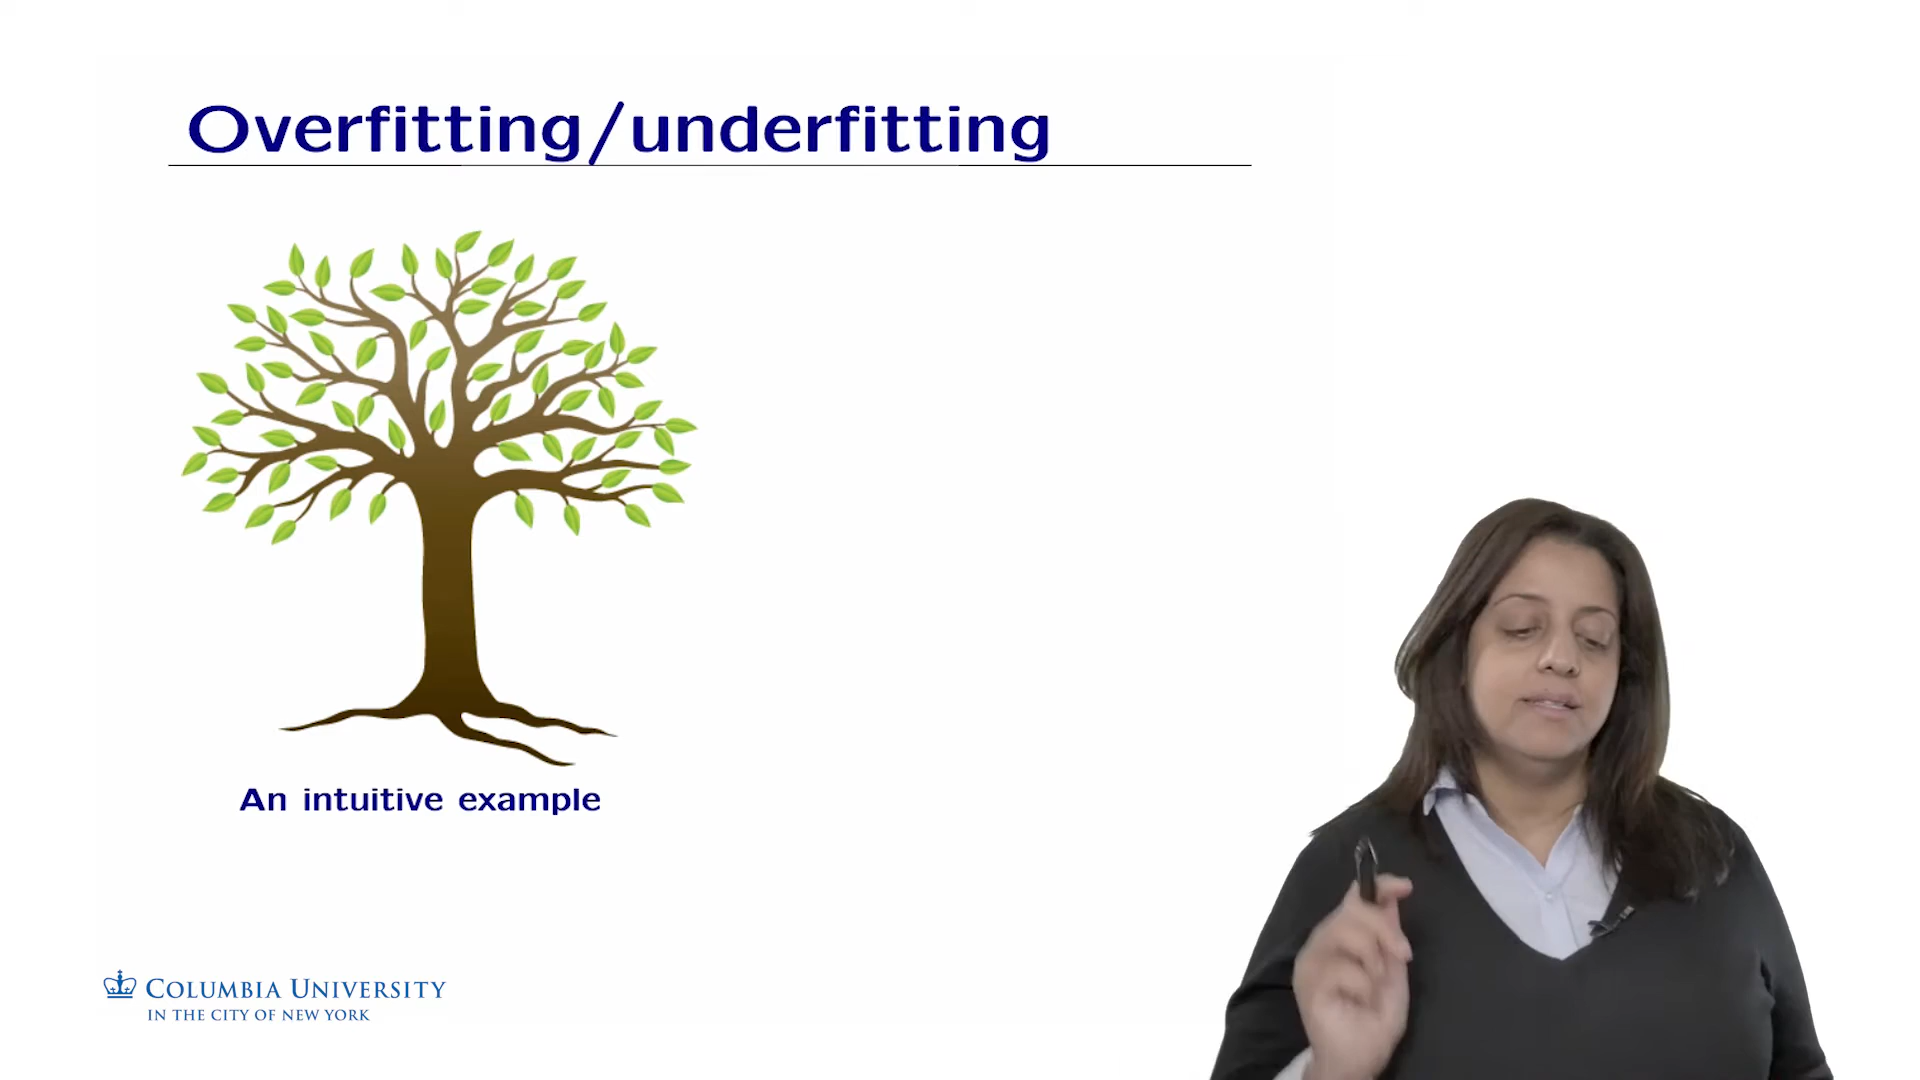 Overfitting/underfitting
An intuitive example
COLUMBIA UNIVERSITY
IN THE CITY OF NEW YORK